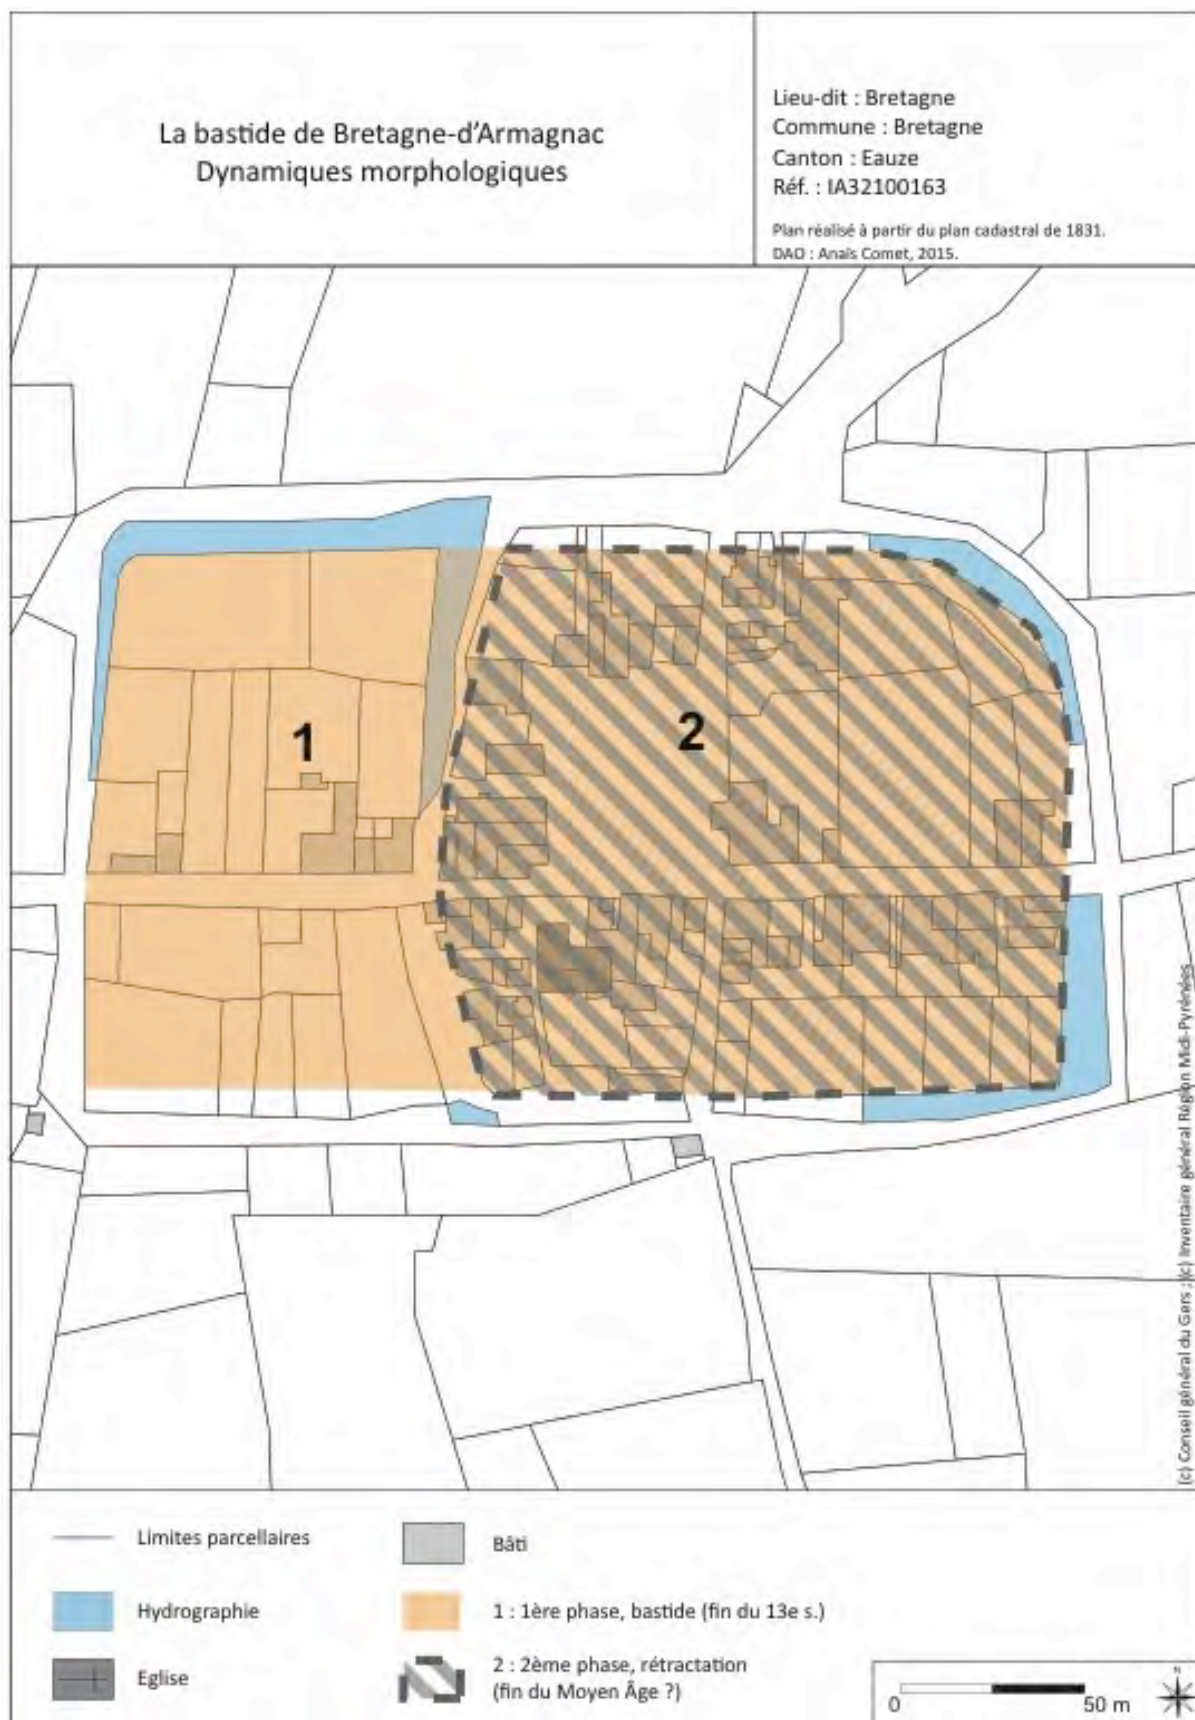 La bastide de Bretagne-d'Armagnac
Dynamiques morphologiques
Lieu-dit : Bretagne
Commune : Bretagne
Canton : Eauze
Réf. : IA32100163
Plan réalisé à partir du plan cadastral de 1831.
DAO : Anaïs Comet, 2015.
1
2
(c) Conseil général du Gers ; (c) Inventaire général Région Midi-Pyrénées
Limites parcellaires
Hydrographie
Eglise
Bâti
1 : 1ère phase, bastide (fin du 13e s.)
2 : 2ème phase, rétractation
(fin du Moyen Âge ?)
0
50 m
N